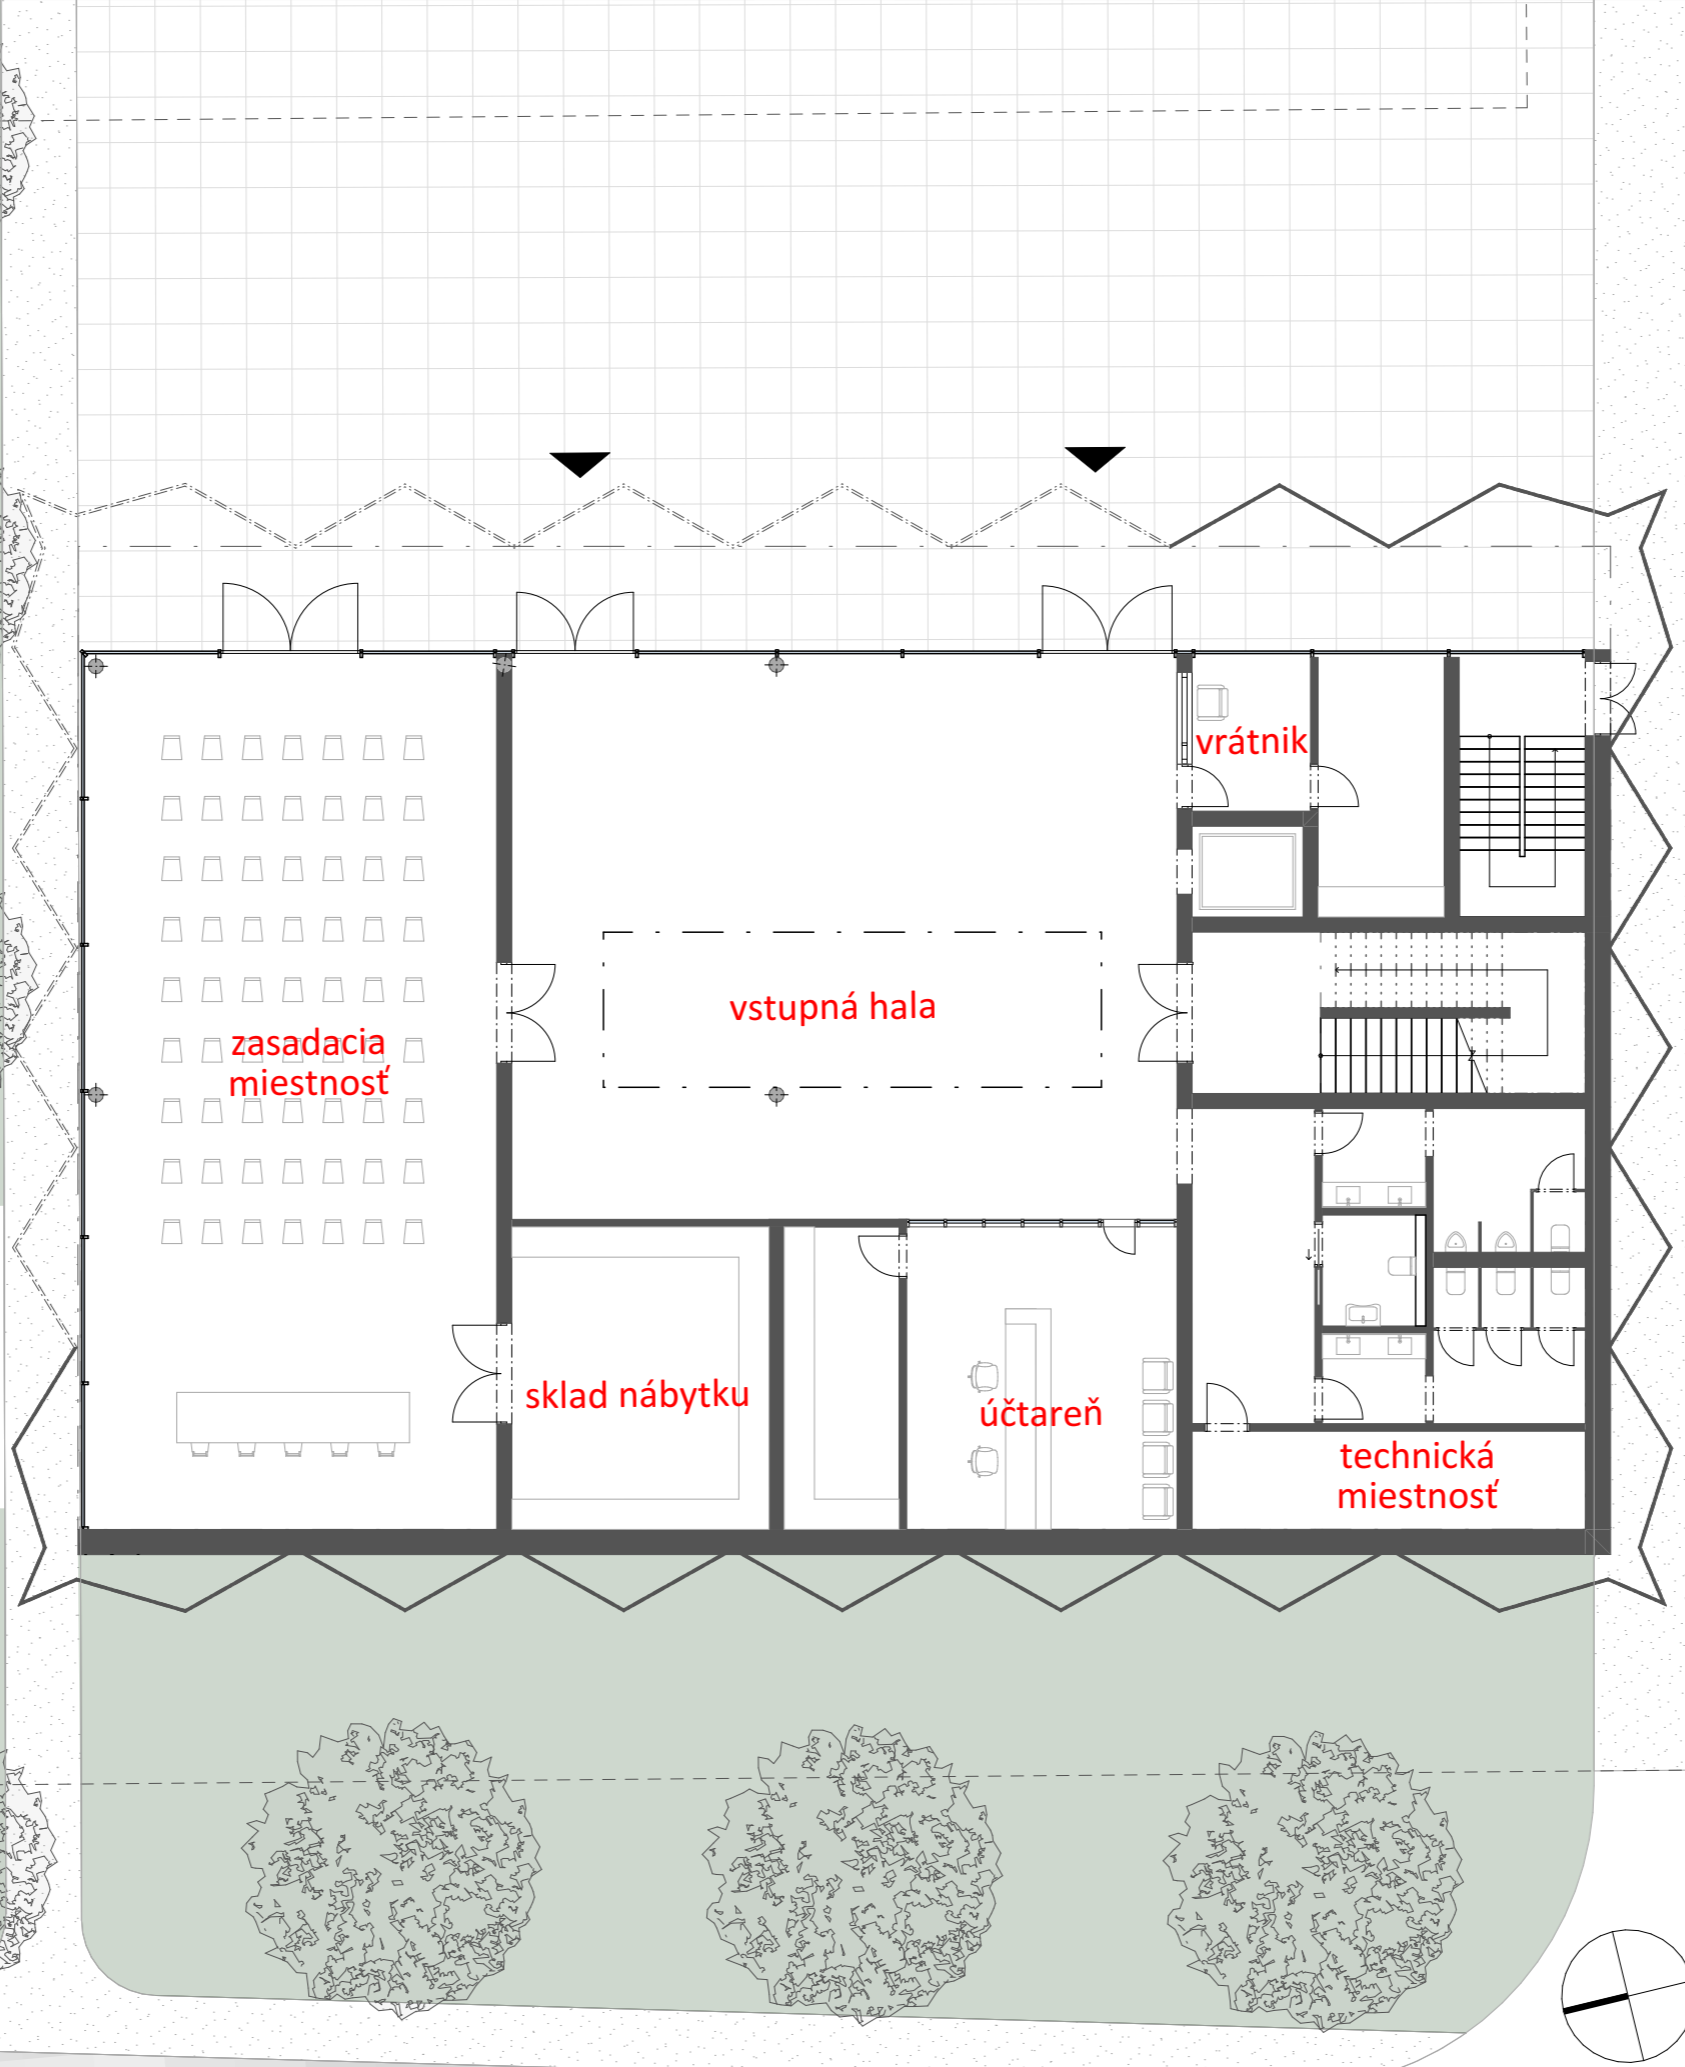 vrátnik
vstupná hala
zasadacia
miestnosť
sklad nábytku
účtareň
technická
miestnosť